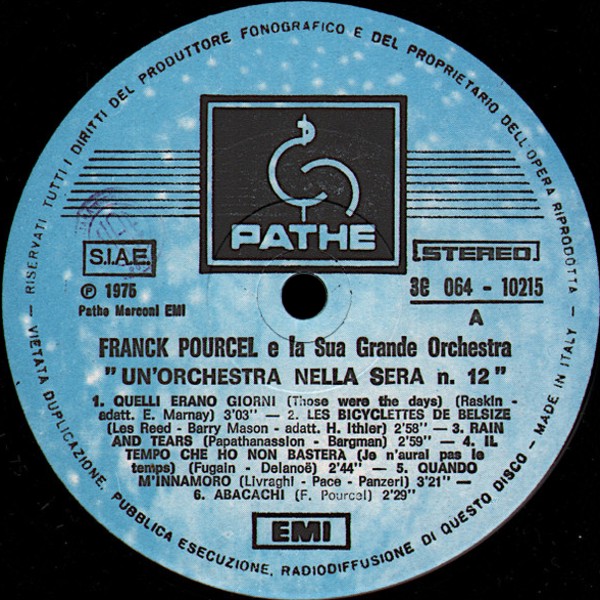 RISERVATI TUTTI I DIRITTI DEL PRODUTTORE FONOGRAFICO E DEL PROPRIETARIO DELL'OPERA RIPRODOTTA
PATHE
S.I.A.E.
STEREO
℗ 1975
3C 064 - 10215
Pathe Marconi EMI
A
FRANCK POURCEL e la Sua Grande Orchestra
"UN'ORCHESTRA NELLA SERA n. 12"
1. QUELLI ERANO GIORNI (Those were the days) (Raskin -
adatt. E. Marnay) 3'03" — 2. LES BICYCLETTES DE BELSIZE
(Les Reed - Barry Mason - adatt. H. Ithier) 2'58" — 3. RAIN
AND TEARS (Papathanassion - Bargman) 2'59" — 4. IL
TEMPO CHE HO NON BASTERÀ (Je n'aurai pas le
temps) (Fugain - Delanoë) 2'44" — 5. QUANDO
M'INNAMORO (Livraghi - Pace - Panzeri) 3'21" —
6. ABACACHI (F. Pourcel) 2'29"
EMI
- VIETATA DUPLICAZIONE, PUBBLICA ESECUZIONE, RADIODIFFUSIONE DI QUESTO DISCO - MADE IN ITALY -